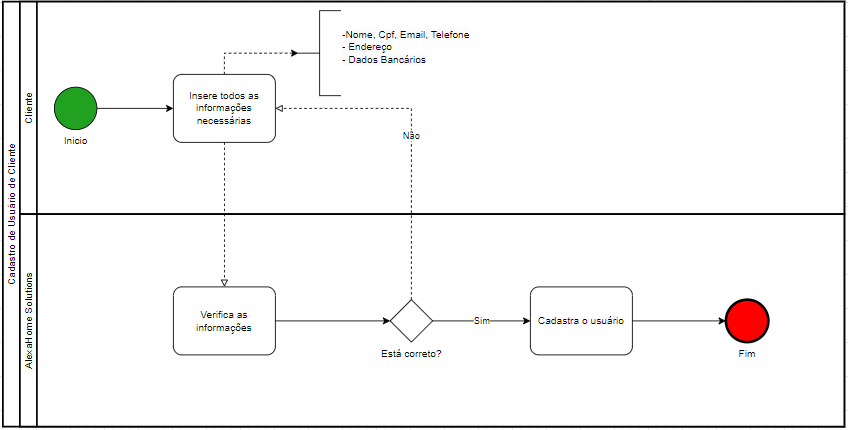 Cadastro de Usuário de Cliente
Cliente
Inicio
Insere todos as
informações
necessárias
-Nome, Cpf, Email, Telefone
- Endereço
- Dados Bancários
Não
AlexaHome Solutions
Verifica as
informações
Está correto?
Sim
Cadastra o usuário
Fim